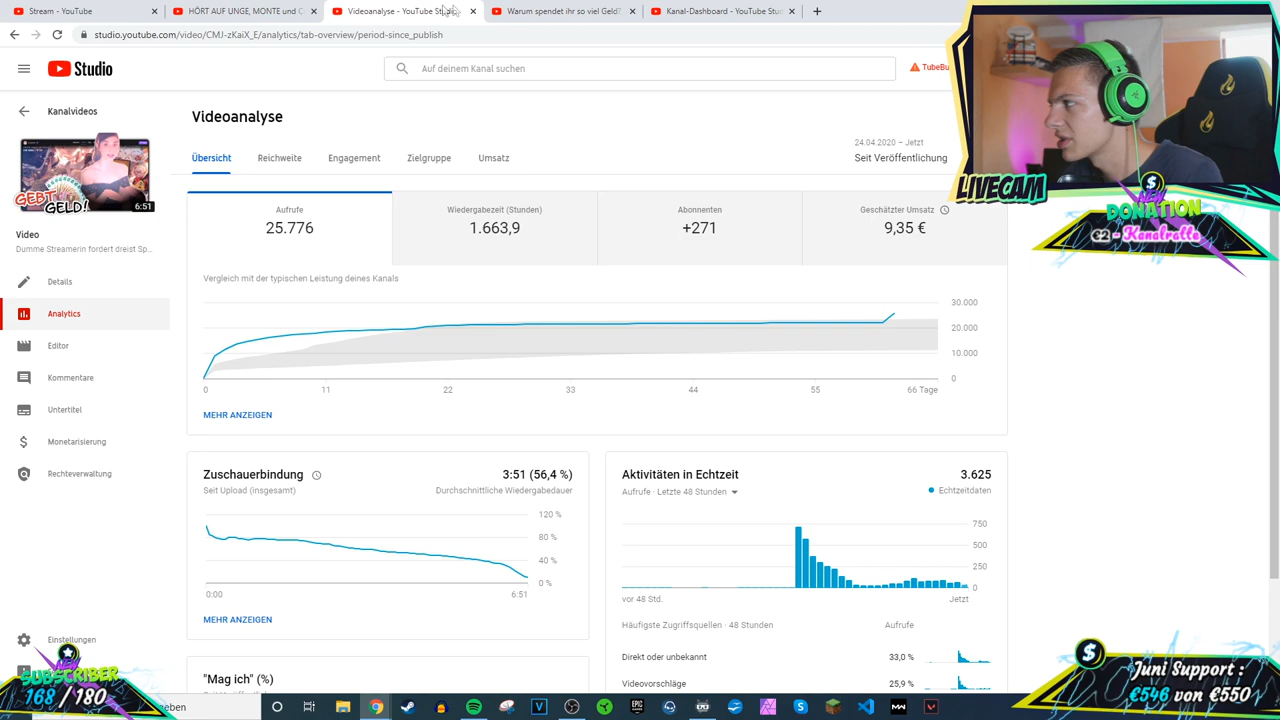 Stream - YouTube
HÖRT AUF UNGE, MONTE und C
Videoanalyse - YouTube Stu
Warum spendet ihr so viel Geld?
Kanal-Dashboard - YouTube Stu
studio.youtube.com/video/CMJ-zKaiX_E/analytics/tab-overview/period-since_publish
Studio
Auf deinem Kanal suchen
TubeBu
Kanalvideos
GEBT GELD!
6:51
Video
Dumme Streamerin fordert dreist Sp...
Details
Analytics
Editor
Kommentare
Untertitel
Monetarisierung
Rechteverwaltung
Einstellungen
Videoanalyse
Übersicht
Reichweite
Engagement
Zielgruppe
Umsatz
24.04.2020 – Jetzt
Seit Veröffentlichung
Aufrufe
25.776
Wiedergabezeit (Stunden)
1.663,9
Abonnenten
+271
Geschätzter Umsatz
9,35 €
Vergleich mit der typischen Leistung deines Kanals
30.000
20.000
10.000
0
0 11 22 33 44 55 66 Tage
MEHR ANZEIGEN
Zuschauerbindung
3:51 (56,4 %)
Seit Upload (insgesamt)
Durchschnittliche Wiedergabedauer
120 %
80 %
40 %
0 %
0:00 6:51
MEHR ANZEIGEN
"Mag ich" (%)
Aktivitäten in Echtzeit
3.625
Aufrufe · Letzte 48 Stunden
Echtzeitdaten
750
500
250
0
vor 48 Std. Jetzt
Häufigste Zugriffsquellen · 48 Stunden
Aufrufe
Direkt oder unbekannt
33,0 %
Videovorschläge
25,9 %
LIVECAM
NEW
DONATION
€2 - Kanalratte
NEW
SUBSCRIBER
168 / 180
eben
Juni Support :
€546 von €550